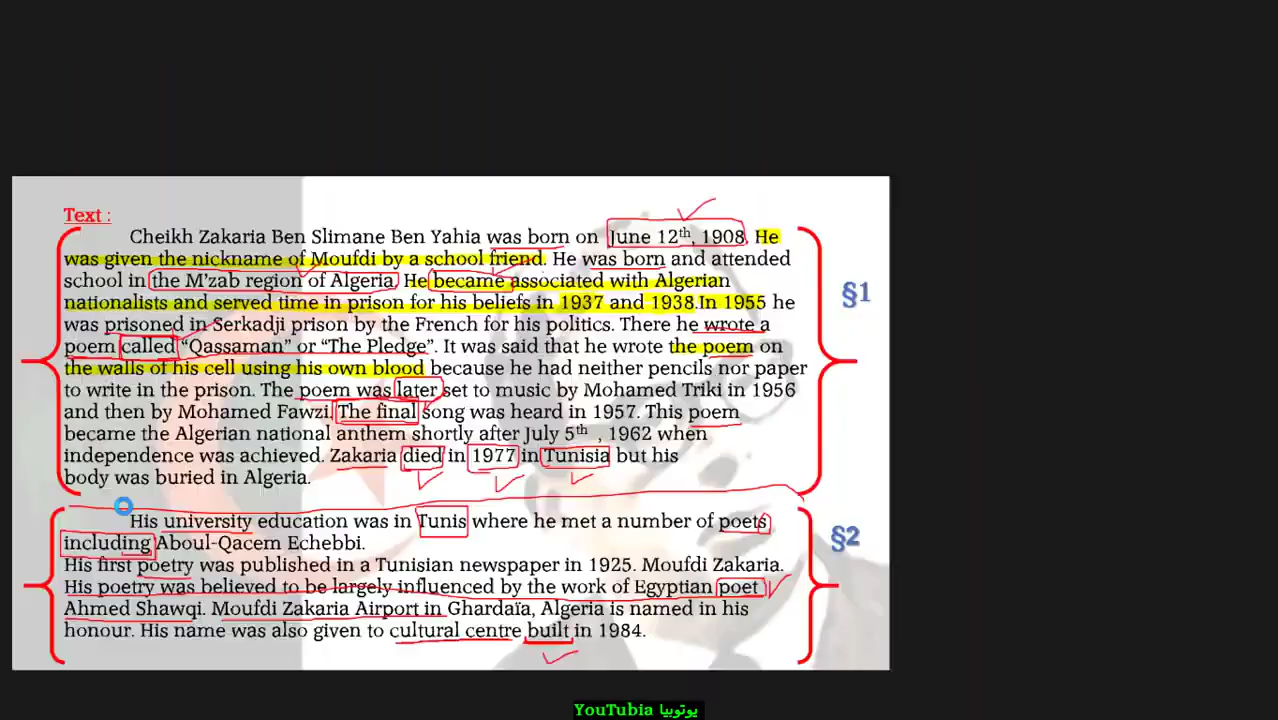 Text :
Cheikh Zakaria Ben Slimane Ben Yahia was born on June 12th, 1908. He
was given the nickname of Moufdi by a school friend. He was born and attended
school in the M'zab region of Algeria. He became associated with Algerian
nationalists and served time in prison for his beliefs in 1937 and 1938.In 1955 he
was prisoned in Serkadji prison by the French for his politics. There he wrote a
poem called “Qassaman” or “The Pledge”. It was said that he wrote the poem on
the walls of his cell using his own blood because he had neither pencils nor paper
to write in the prison. The poem was later set to music by Mohamed Triki in 1956
and then by Mohamed Fawzi. The final song was heard in 1957. This poem
became the Algerian national anthem shortly after July 5th , 1962 when
independence was achieved. Zakaria died in 1977 in Tunisia but his
body was buried in Algeria.
§1
His university education was in Tunis where he met a number of poets
including Aboul-Qacem Echebbi.
His first poetry was published in a Tunisian newspaper in 1925. Moufdi Zakaria.
His poetry was believed to be largely influenced by the work of Egyptian poet
Ahmed Shawqi. Moufdi Zakaria Airport in Ghardaïa, Algeria is named in his
honour. His name was also given to cultural centre built in 1984.
§2
YouTubia يوتوبيا